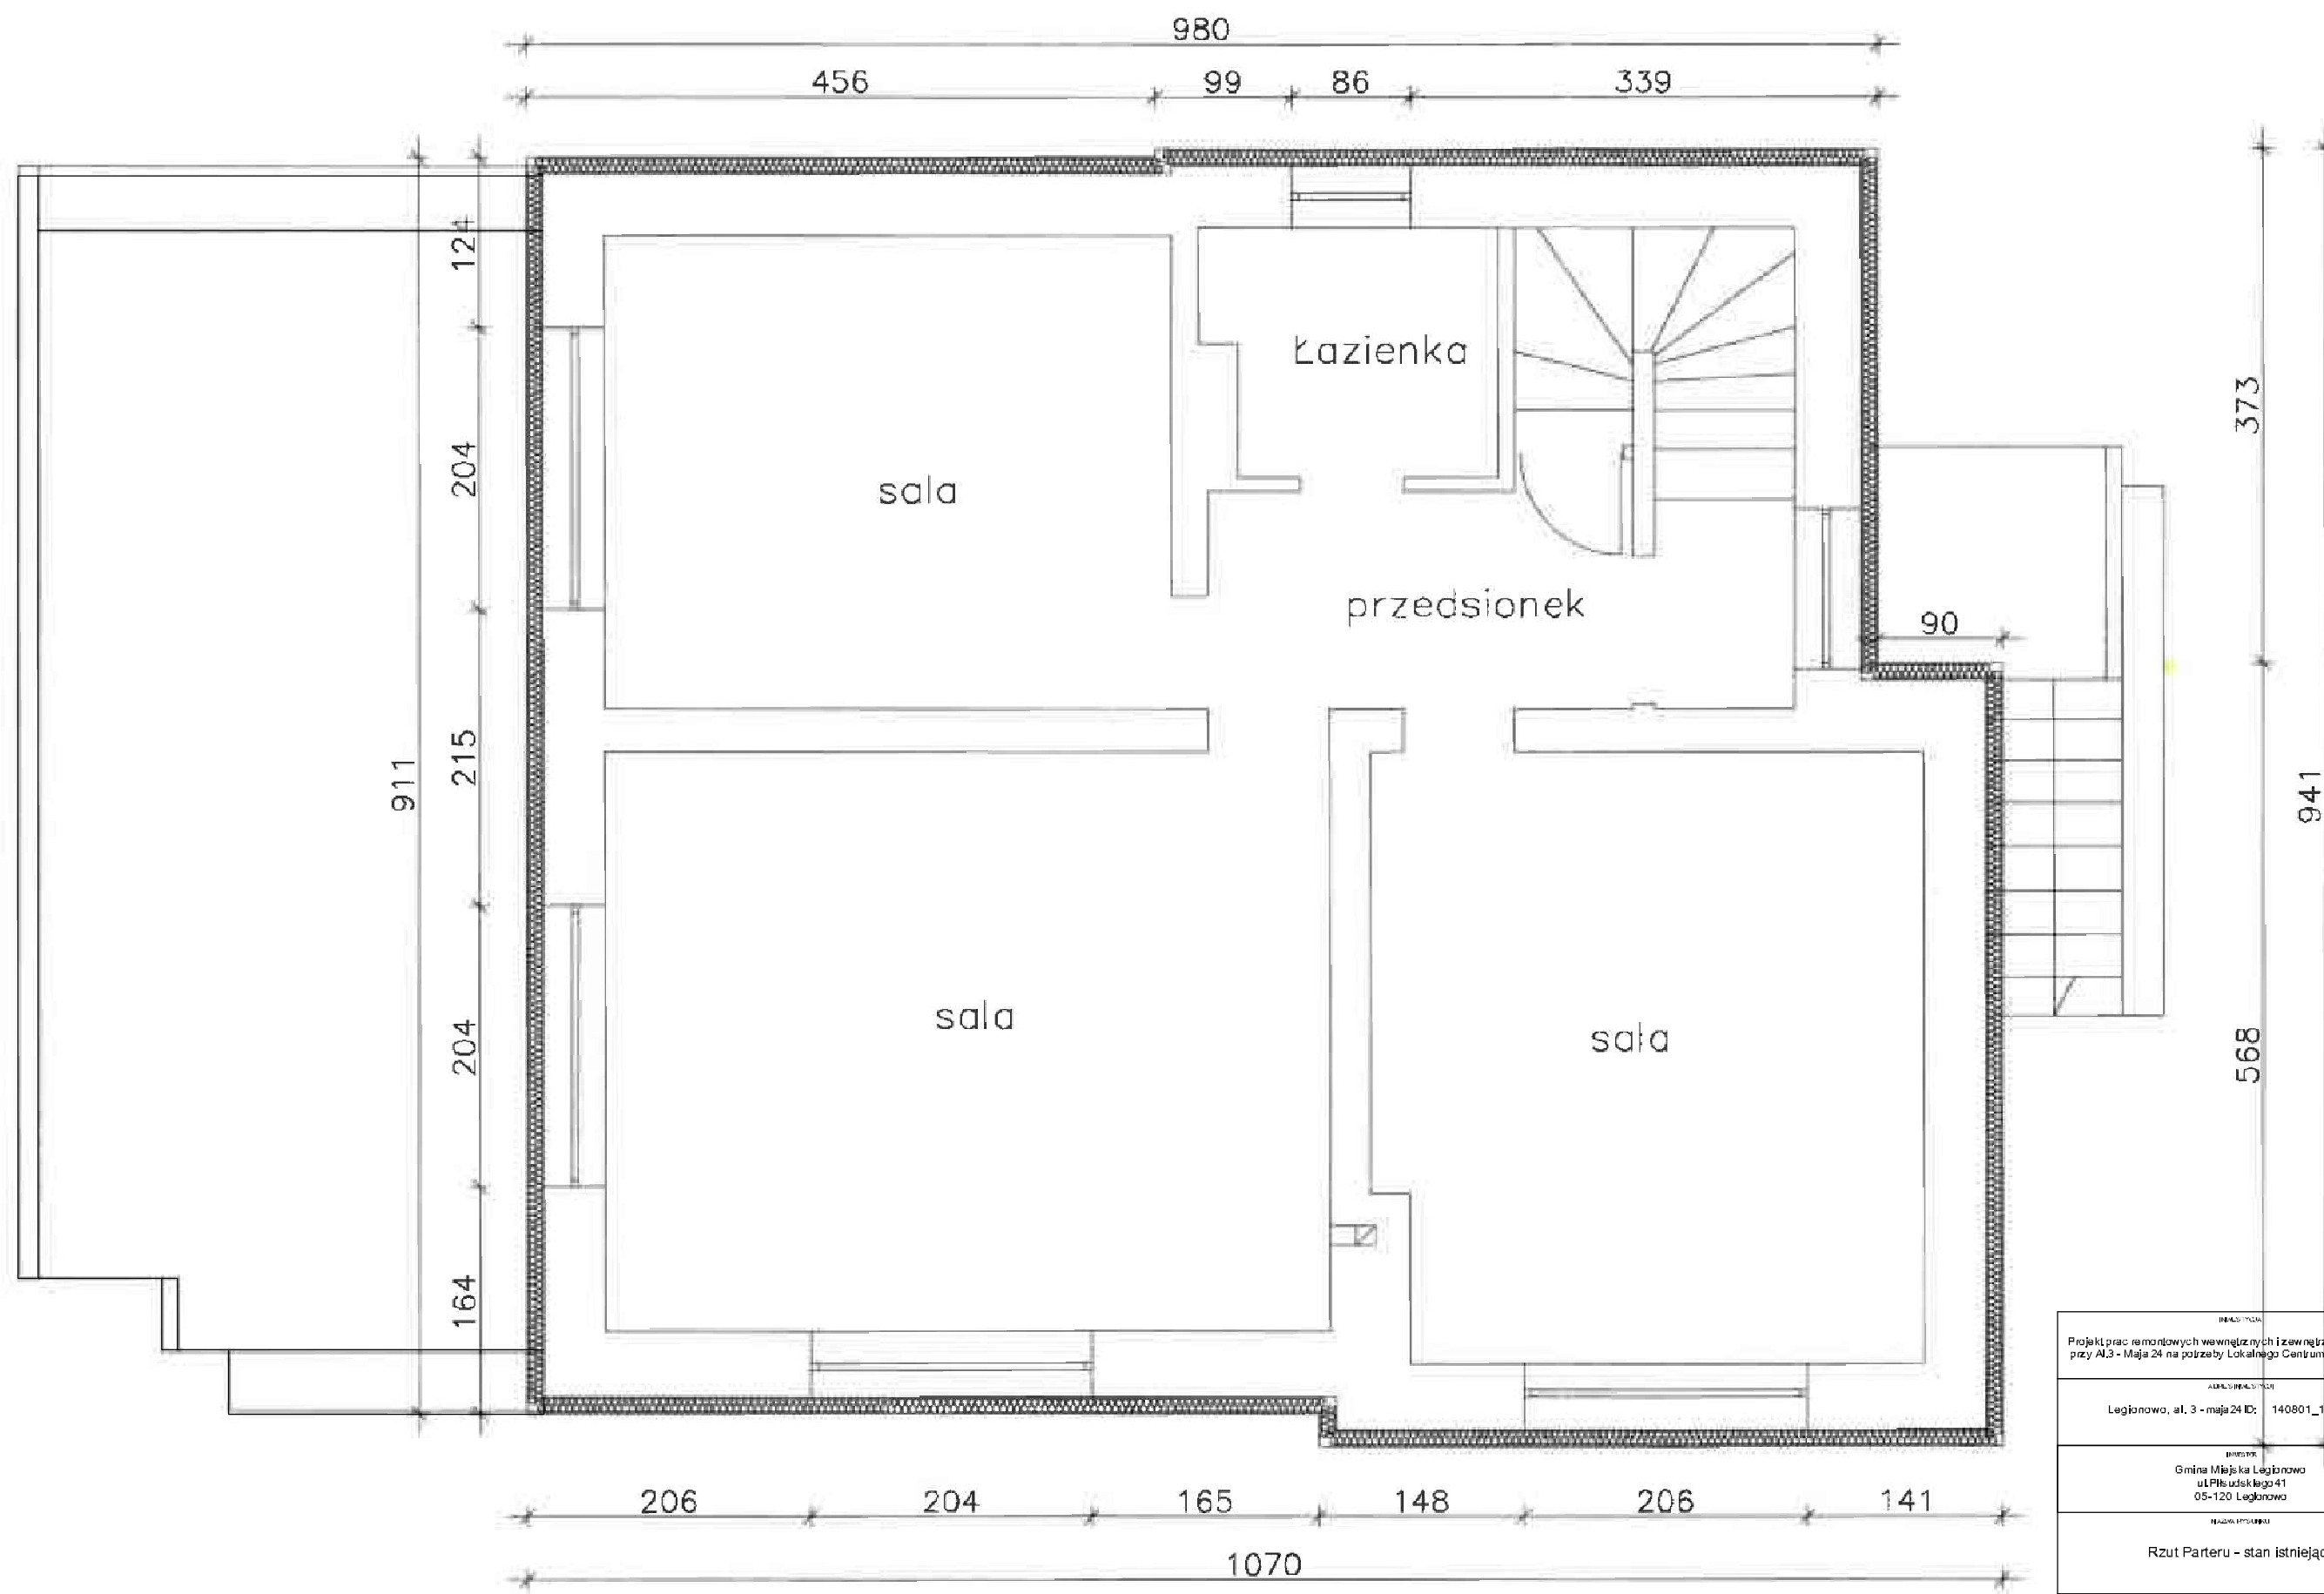 980
456 99 86 339
124
204
215
204
164
911
Łazienka
sala
przedsionek
90
373
568
941
sala
sala
206 204 165 148 206 141
1070
Projekt prac remontowych wewnętrznych i zewnętrz
przy Al.3 - Maja 24 na potrzeby Lokalnego Centrum
Legionowo, al. 3 - maja 24 ID: 140801_1
INWESTOR
Gmina Miejska Legionowo
ul.Piłsudskiego 41
05-120 Legionowo
NAZWA RYSUNKU
Rzut Parteru - stan istniejąc